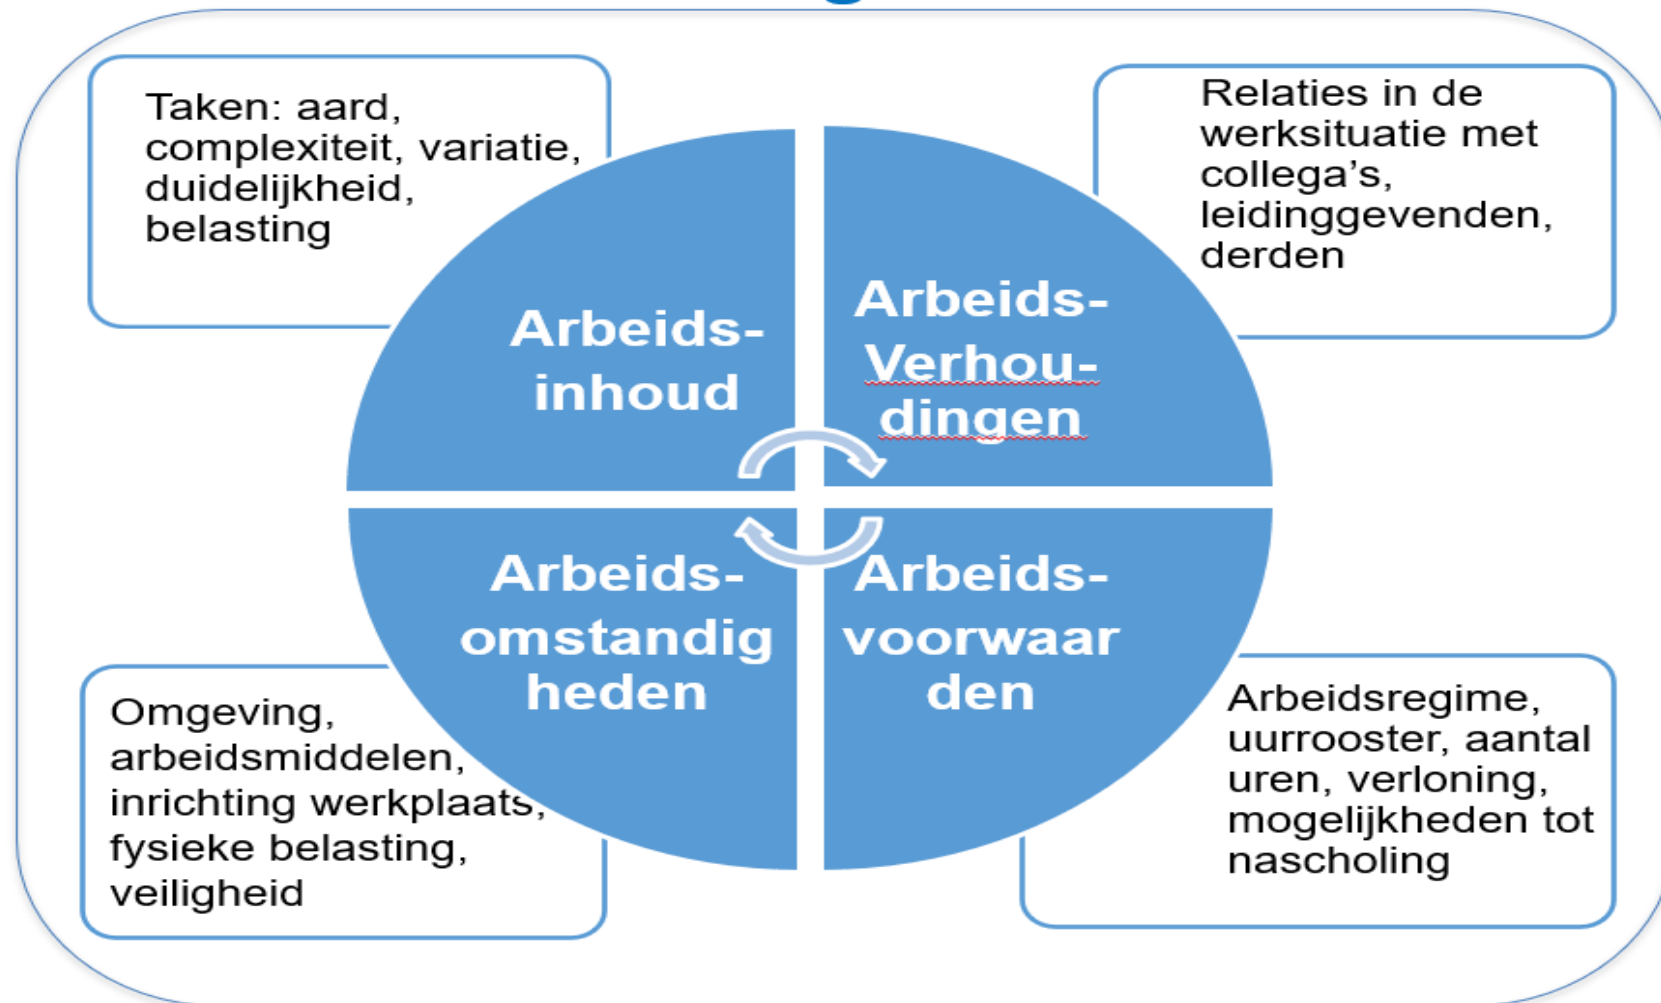 Taken: aard,
complexiteit, variatie,
duidelijkheid,
belasting
Relaties in de
werksituatie met
collega’s,
leidinggevenden,
derden
Arbeids-
inhoud
Arbeids-
Verhou-
dingen
Arbeids-
omstandig
heden
Arbeids-
voorwaar
den
Omgeving,
arbeidsmiddelen,
inrichting werkplaats,
fysieke belasting,
veiligheid
Arbeidsregime,
uurrooster, aantal
uren, verloning,
mogelijkheden tot
nascholing